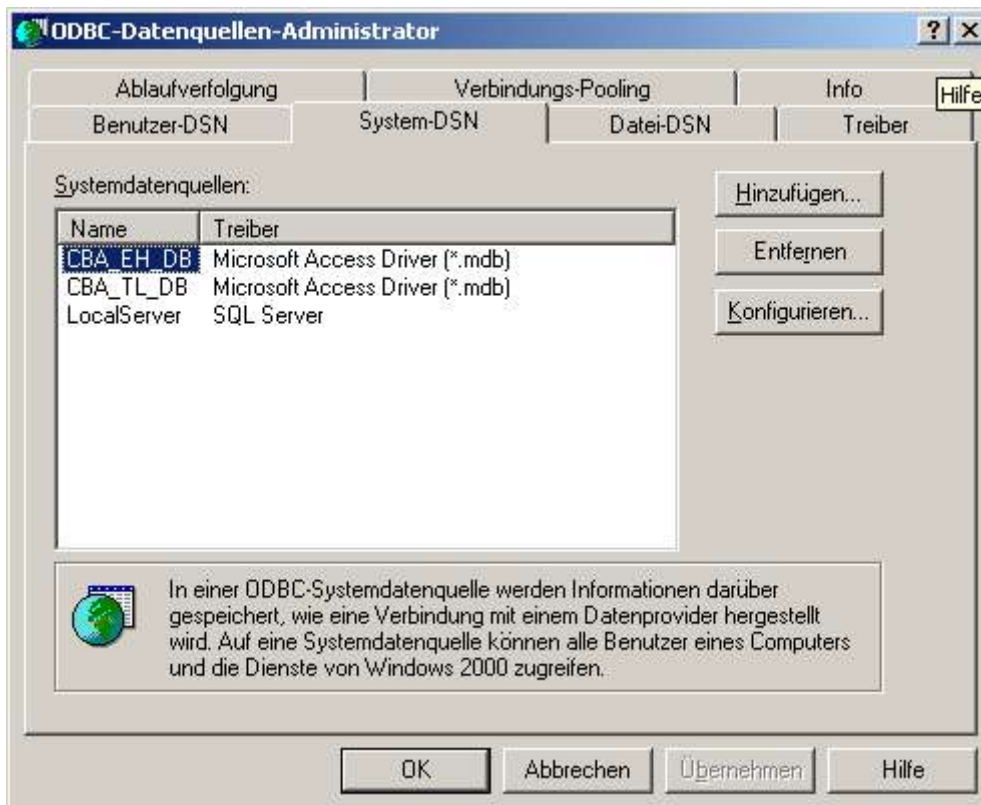 ODBC-Datenquellen-Administrator
Ablaufverfolgung Verbindungs-Pooling Info
Hilfe
Benutzer-DSN System-DSN Datei-DSN Treiber
Systemdatenquellen:
Hinzufügen...
Entfernen
Konfigurieren...
Name Treiber
CBA_EH_DB Microsoft Access Driver (*.mdb)
CBA_TL_DB Microsoft Access Driver (*.mdb)
LocalServer SQL Server
In einer ODBC-Systemdatenquelle werden Informationen darüber
gespeichert, wie eine Verbindung mit einem Datenprovider hergestellt
wird. Auf eine Systemdatenquelle können alle Benutzer eines Computers
und die Dienste von Windows 2000 zugreifen.
OK Abbrechen Übernehmen Hilfe